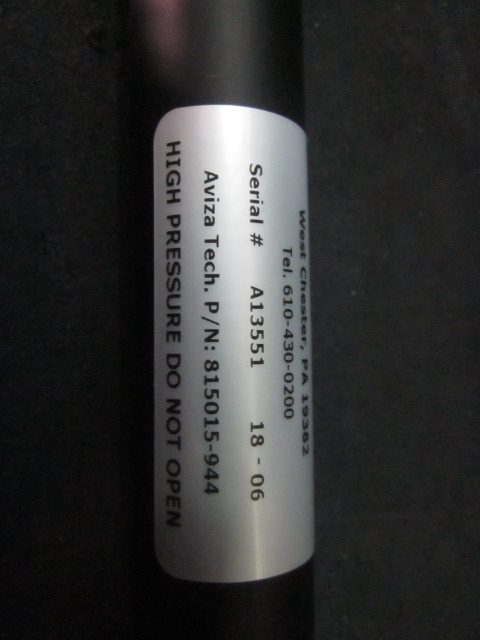 West Chester, PA 19382
Tel. 610-430-0200
Serial # A13551 18 - 06
Aviza Tech. P/N: 815015-944
HIGH PRESSURE DO NOT OPEN